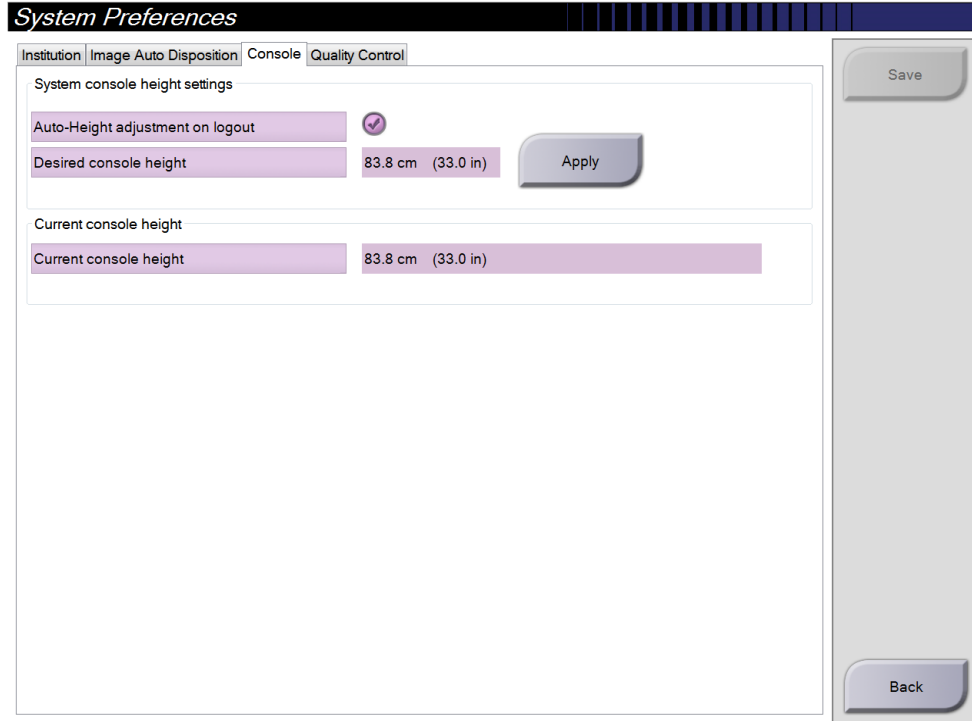 System Preferences
Institution Image Auto Disposition Console Quality Control
Save
System console height settings
Auto-Height adjustment on logout
Desired console height 83.8 cm (33.0 in) Apply
Current console height
Current console height 83.8 cm (33.0 in)
Back